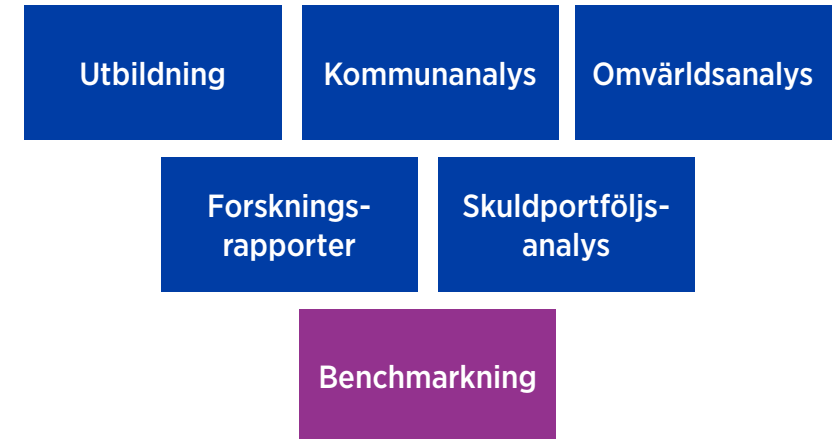 Utbildning
Kommunanalys
Omvärldsanalys
Forsknings-
rapporter
Skuldportföljs-
analys
Benchmarkning